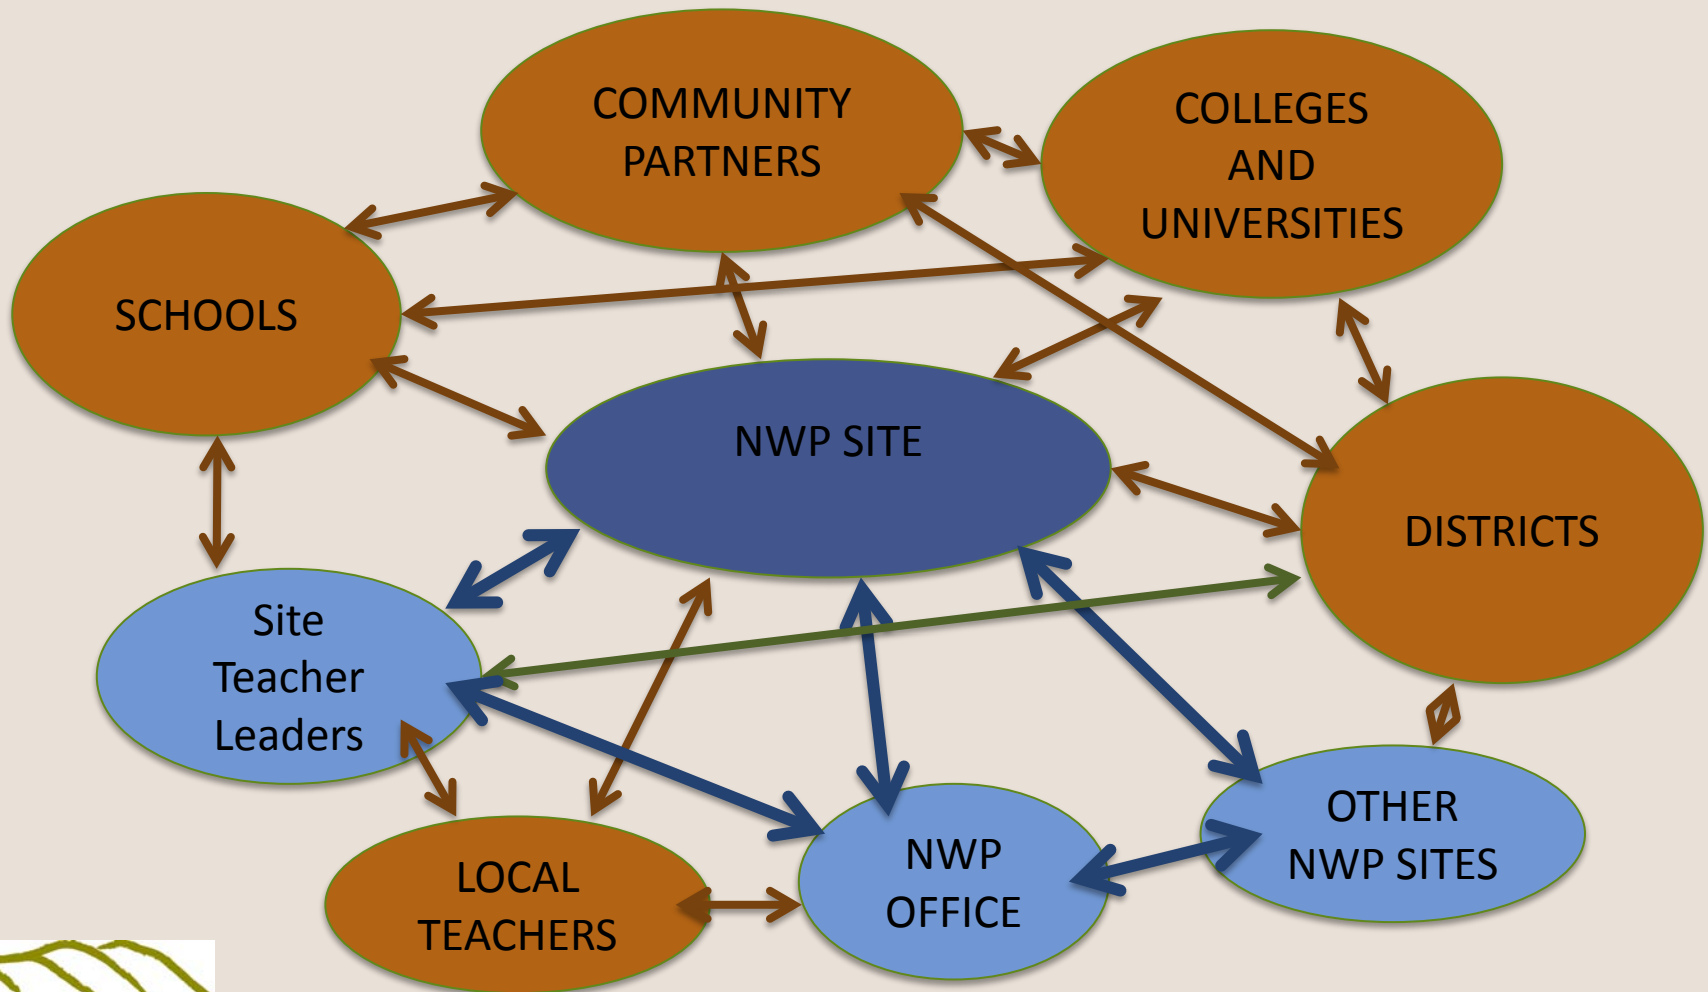 COMMUNITY
PARTNERS
COLLEGES
AND
UNIVERSITIES
SCHOOLS
NWP SITE
DISTRICTS
Site
Teacher
Leaders
OTHER
NWP SITES
LOCAL
TEACHERS
NWP
OFFICE